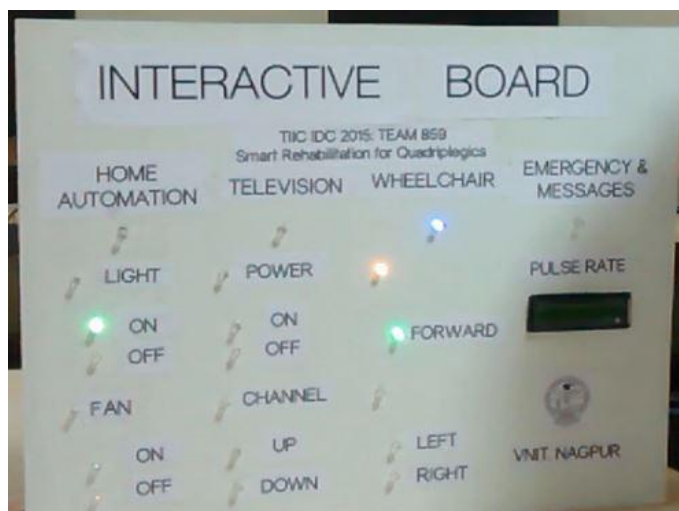 INTERACTIVE BOARD
TIIC IDC 2015: TEAM 859
Smart Rehabilitation for Quadriplegics
HOME AUTOMATION
TELEVISION
WHEELCHAIR
EMERGENCY & MESSAGES
LIGHT
POWER
PULSE RATE
ON
ON
FORWARD
OFF
OFF
FAN
CHANNEL
ON
UP
LEFT
VNIT NAGPUR
OFF
DOWN
RIGHT